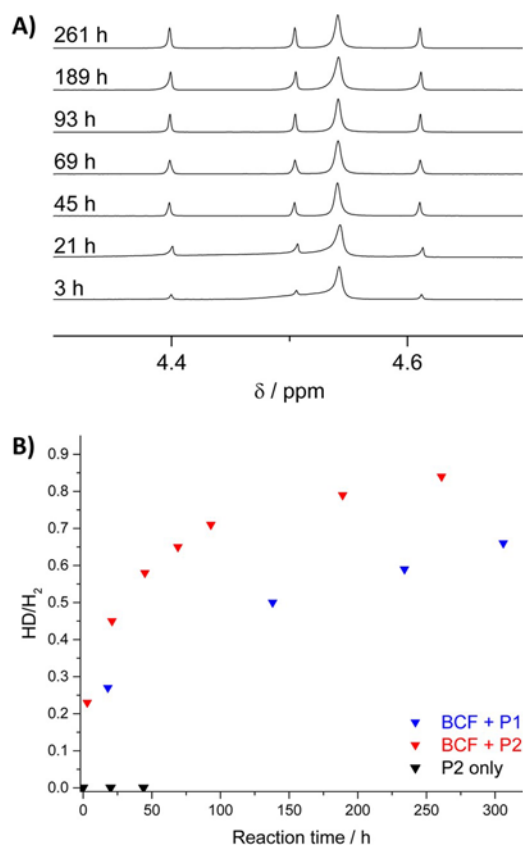 A)
261 h
189 h
93 h
69 h
45 h
21 h
3 h
4.4 4.6
δ / ppm
B)
0.9
0.8
0.7
0.6
0.5
0.4
0.3
0.2
0.1
0.0
HD/H₂
BCF + P1
BCF + P2
P2 only
0 50 100 150 200 250 300
Reaction time / h